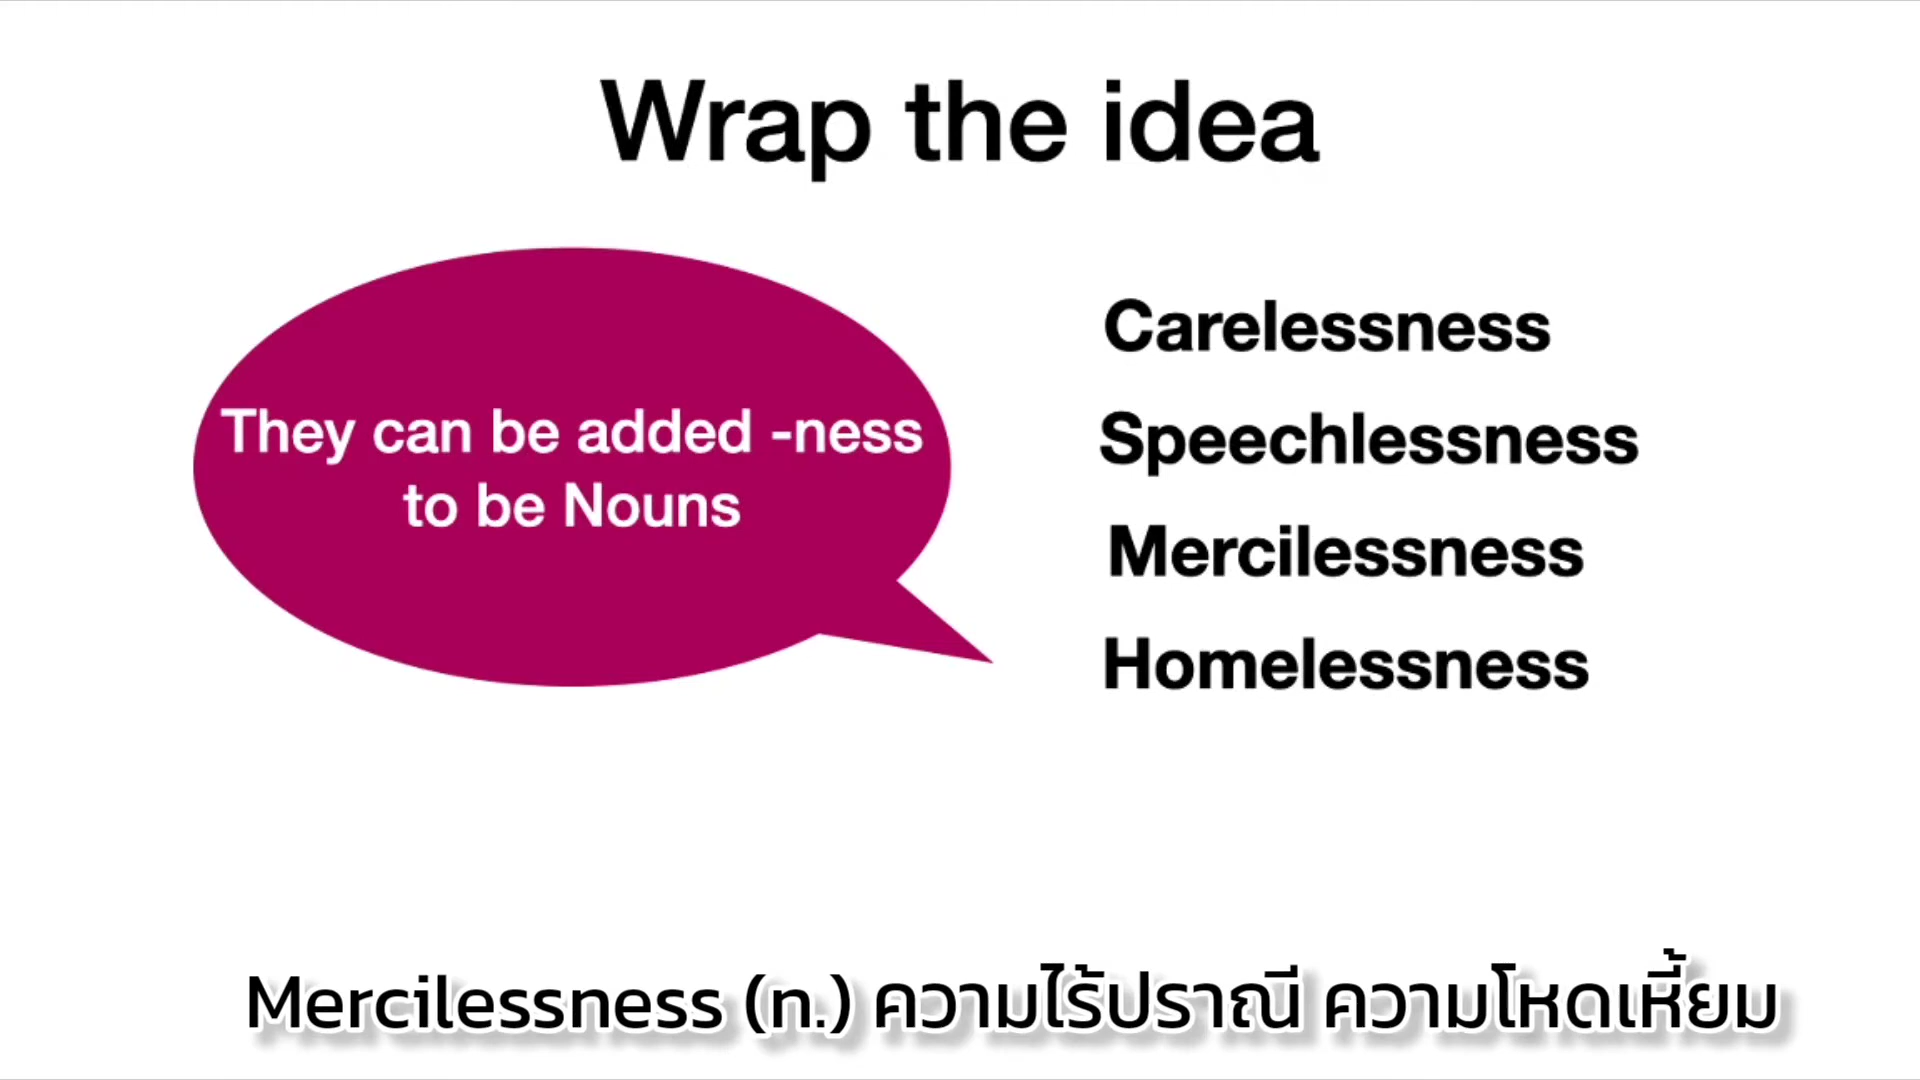 Wrap the idea
They can be added -ness
to be Nouns
Carelessness
Speechlessness
Mercilessness
Homelessness
Mercilessness (n.) ความไร้ปราณี ความโหดเหี้ยม